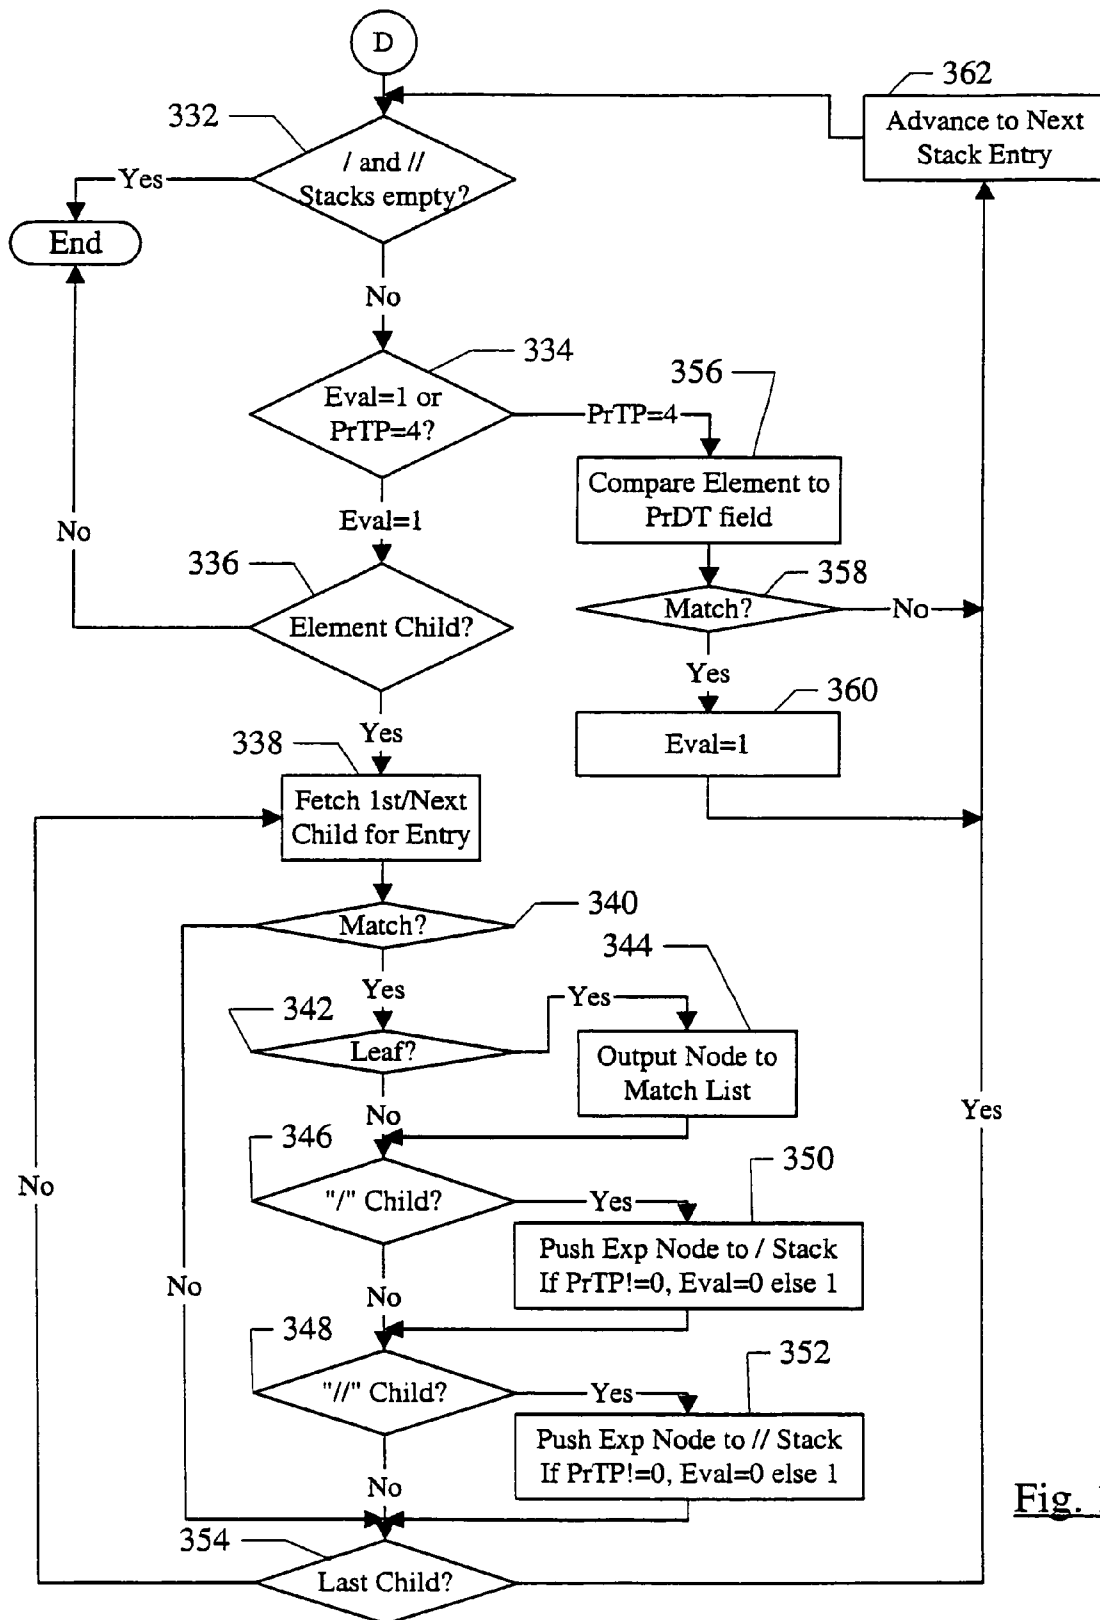 D
362
Advance to Next
Stack Entry
332
/ and //
Stacks empty?
Yes
End
No
334
Eval=1 or
PrTP=4?
PrTP=4
356
Compare Element to
PrDT field
Eval=1
No
336
Element Child?
358
Match?
No
Yes
Yes
360
Eval=1
338
Fetch 1st/Next
Child for Entry
Match?
340
344
Yes
Yes
342
Leaf?
Output Node to
Match List
No
Yes
346
350
"/" Child?
Yes
No
Push Exp Node to / Stack
If PrTP!=0, Eval=0 else 1
No
No
348
352
"//" Child?
Yes
Push Exp Node to // Stack
If PrTP!=0, Eval=0 else 1
No
Fig.
354
Last Child?